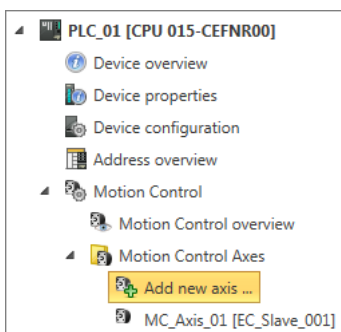 PLC_01 [CPU 015-CEFNR00]
Device overview
Device properties
Device configuration
Address overview
Motion Control
Motion Control overview
Motion Control Axes
Add new axis ...
MC_Axis_01 [EC_Slave_001]